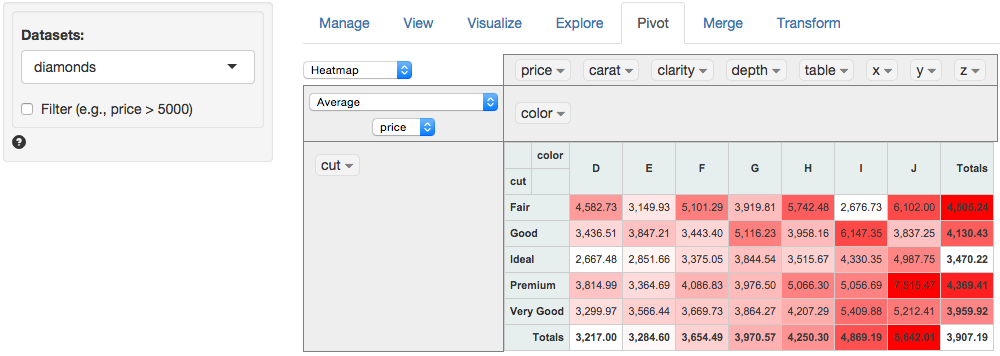 Datasets:
diamonds
Filter (e.g., price > 5000)
?
Manage View Visualize Explore Pivot Merge Transform
Heatmap
price carat clarity depth table x y z
Average
price
color
cut
color D E F G H I J Totals
cut
Fair 4,582.73 3,149.93 5,101.29 3,919.81 5,742.48 2,676.73 6,102.00 4,505.24
Good 3,436.51 3,847.21 3,443.40 5,116.23 3,958.16 6,147.35 3,837.25 4,130.43
Ideal 2,667.48 2,851.66 3,375.05 3,844.54 3,515.67 4,330.35 4,987.75 3,470.22
Premium 3,814.99 3,364.69 4,086.83 3,976.50 5,066.30 5,056.69 7,515.47 4,369.41
Very Good 3,299.97 3,566.44 3,669.73 3,864.27 4,207.29 5,409.88 5,212.41 3,959.92
Totals 3,217.00 3,284.60 3,654.49 3,970.57 4,250.30 4,869.19 5,642.01 3,907.19